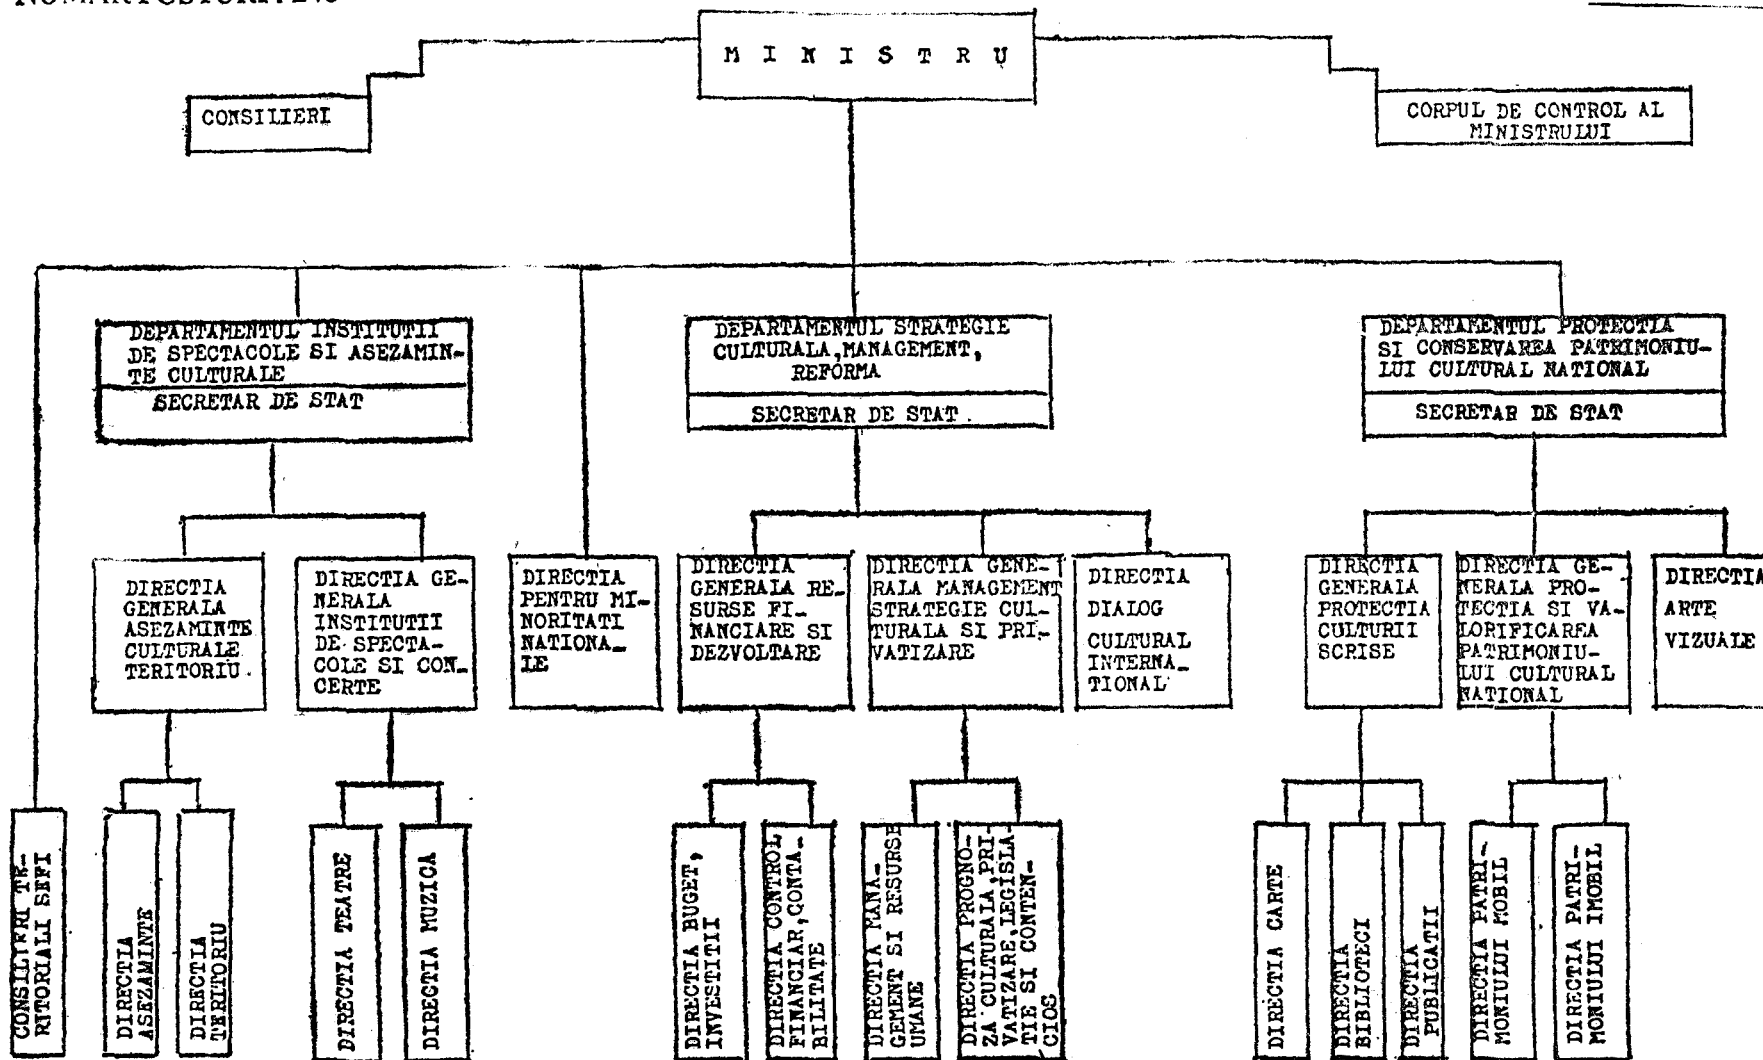 M I N I S T R U
CONSILIERI
CORPUL DE CONTROL AL
MINISTRULUI
DEPARTAMENTUL INSTITUTII
DE SPECTACOLE SI ASEZAMIN-
TE CULTURALE
SECRETAR DE STAT
DEPARTAMENTUL STRATEGIE
CULTURALA,MANAGEMENT,
REFORMA
SECRETAR DE STAT
DEPARTAMENTUL PROTECTIA
SI CONSERVAREA PATRIMONIU-
LUI CULTURAL NATIONAL
SECRETAR DE STAT
DIRECTIA
GENERALA
ASEZAMINTE
CULTURALE
TERITORIU
DIRECTIA GE-
NERALA
INSTITUTII
DE SPECTA-
COLE SI CON-
CERTE
DIRECTIA
PENTRU MI-
NORITATI
NATIONA-
LE
DIRECTIA
GENERALA RE-
SURSE FI-
NANCIARE SI
DEZVOLTARE
DIRECTIA GENE-
RALA MANAGEMENT
STRATEGIE CUL-
TURALA SI PRI-
VATIZARE
DIRECTIA
DIALOG
CULTURAL
INTERNA-
TIONAL
DIRECTIA
GENERALA
PROTECTIA
CULTURII
SCRISE
DIRECTIA GE-
NERALA PRO-
TECTIA SI VA-
LORIFICAREA
PATRIMONIU-
LUI CULTURAL
NATIONAL
DIRECTIA
ARTE
VIZUALE
CONSILIERI TE-
RITORIALI SEFI
DIRECTIA
ASEZAMINTE
DIRECTIA
TERITORIU
DIRECTIA TEATRE
DIRECTIA MUZICA
DIRECTIA BUGET,
INVESTITII
DIRECTIA CONTROL
FINANCIAR,CONTA-
BILITATE
DIRECTIA MANA-
GEMENT SI RESURSE
UMANE
DIRECTIA PROGNO-
ZA CULTURALA,PRI-
VATIZARE,LEGISLA-
TIE SI CONTEN-
CIOS
DIRECTIA CARTE
DIRECTIA
BIBLIOTECI
DIRECTIA
PUBLICATII
DIRECTIA PATRI-
MONIULUI MOBIL
DIRECTIA PATRI-
MONIULUI IMOBIL